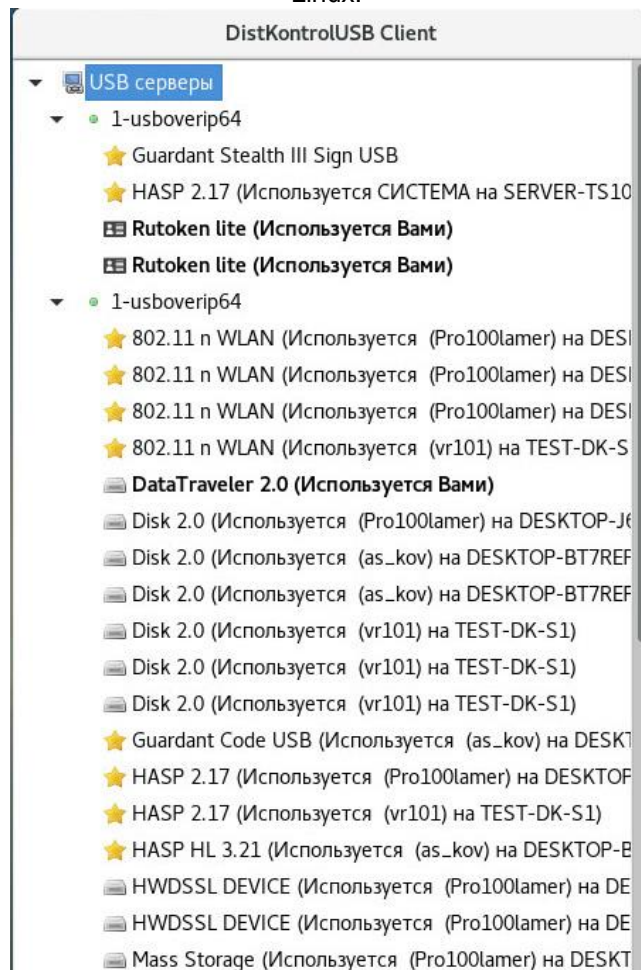 Linux.
DistKontrolUSB Client
USB серверы
1-usboverip64
Guardant Stealth III Sign USB
HASP 2.17 (Используется СИСТЕМА на SERVER-TS10
Rutoken lite (Используется Вами)
Rutoken lite (Используется Вами)
1-usboverip64
802.11 n WLAN (Используется (Pro100lamer) на DESI
802.11 n WLAN (Используется (Pro100lamer) на DESI
802.11 n WLAN (Используется (Pro100lamer) на DESI
802.11 n WLAN (Используется (vr101) на TEST-DK-S
DataTraveler 2.0 (Используется Вами)
Disk 2.0 (Используется (Pro100lamer) на DESKTOP-J6
Disk 2.0 (Используется (as_kov) на DESKTOP-BT7REF
Disk 2.0 (Используется (as_kov) на DESKTOP-BT7REF
Disk 2.0 (Используется (vr101) на TEST-DK-S1)
Disk 2.0 (Используется (vr101) на TEST-DK-S1)
Disk 2.0 (Используется (vr101) на TEST-DK-S1)
Guardant Code USB (Используется (as_kov) на DESKT
HASP 2.17 (Используется (Pro100lamer) на DESKTOP
HASP 2.17 (Используется (vr101) на TEST-DK-S1)
HASP HL 3.21 (Используется (as_kov) на DESKTOP-B
HWDSSL DEVICE (Используется (Pro100lamer) на DE
HWDSSL DEVICE (Используется (Pro100lamer) на DE
Mass Storage (Используется (Pro100lamer) на DESKT